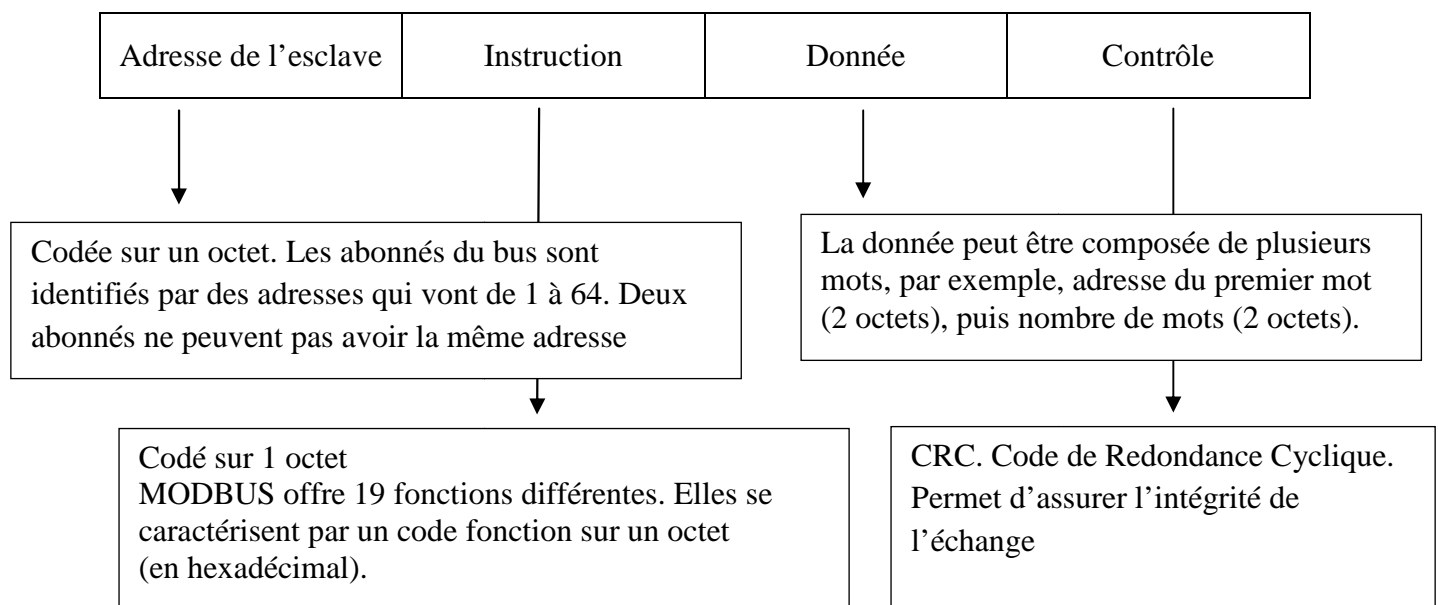 Adresse de l’esclave
Instruction
Donnée
Contrôle
Codée sur un octet. Les abonnés du bus sont
identifiés par des adresses qui vont de 1 à 64. Deux
abonnés ne peuvent pas avoir la même adresse
La donnée peut être composée de plusieurs
mots, par exemple, adresse du premier mot
(2 octets), puis nombre de mots (2 octets).
Codé sur 1 octet
MODBUS offre 19 fonctions différentes. Elles se
caractérisent par un code fonction sur un octet
(en hexadécimal).
CRC. Code de Redondance Cyclique.
Permet d’assurer l’intégrité de
l’échange